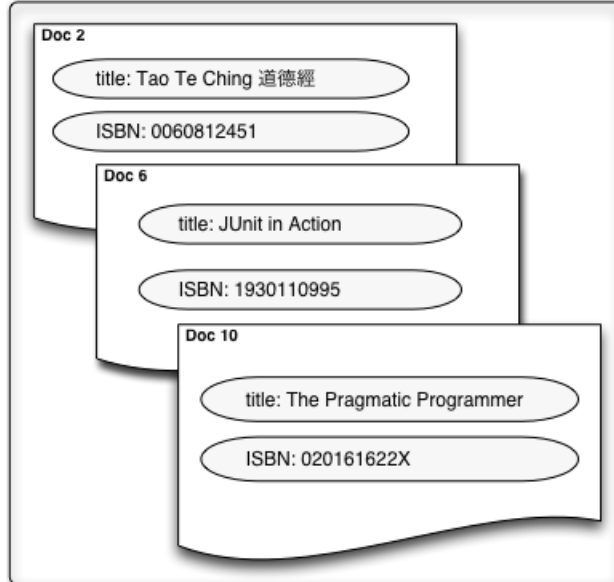 Doc 2
title: Tao Te Ching 道德經
ISBN: 0060812451
Doc 6
title: JUnit in Action
ISBN: 1930110995
Doc 10
title: The Pragmatic Programmer
ISBN: 020161622X